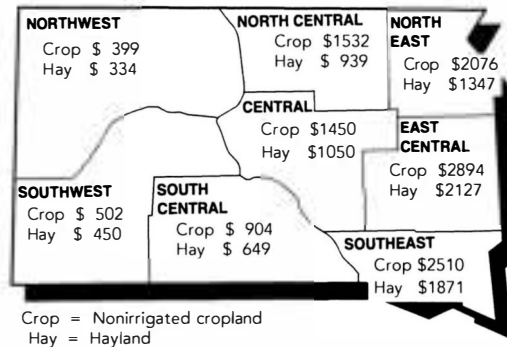 NORTHWEST
Crop $ 399
Hay $ 334
NORTH CENTRAL
Crop $1532
Hay $ 939
NORTH
EAST
Crop $2076
Hay $1347
CENTRAL
Crop $1450
Hay $1050
EAST
CENTRAL
Crop $2894
Hay $2127
SOUTHWEST
Crop $ 502
Hay $ 450
SOUTH
CENTRAL
Crop $ 904
Hay $ 649
SOUTHEAST
Crop $2510
Hay $1871
Crop = Nonirrigated cropland
Hay = Hayland